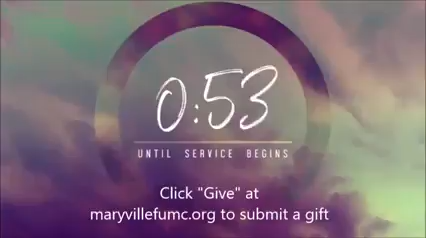 0:53
UNTIL SERVICE BEGINS
Click "Give" at
maryvillefumc.org to submit a gift